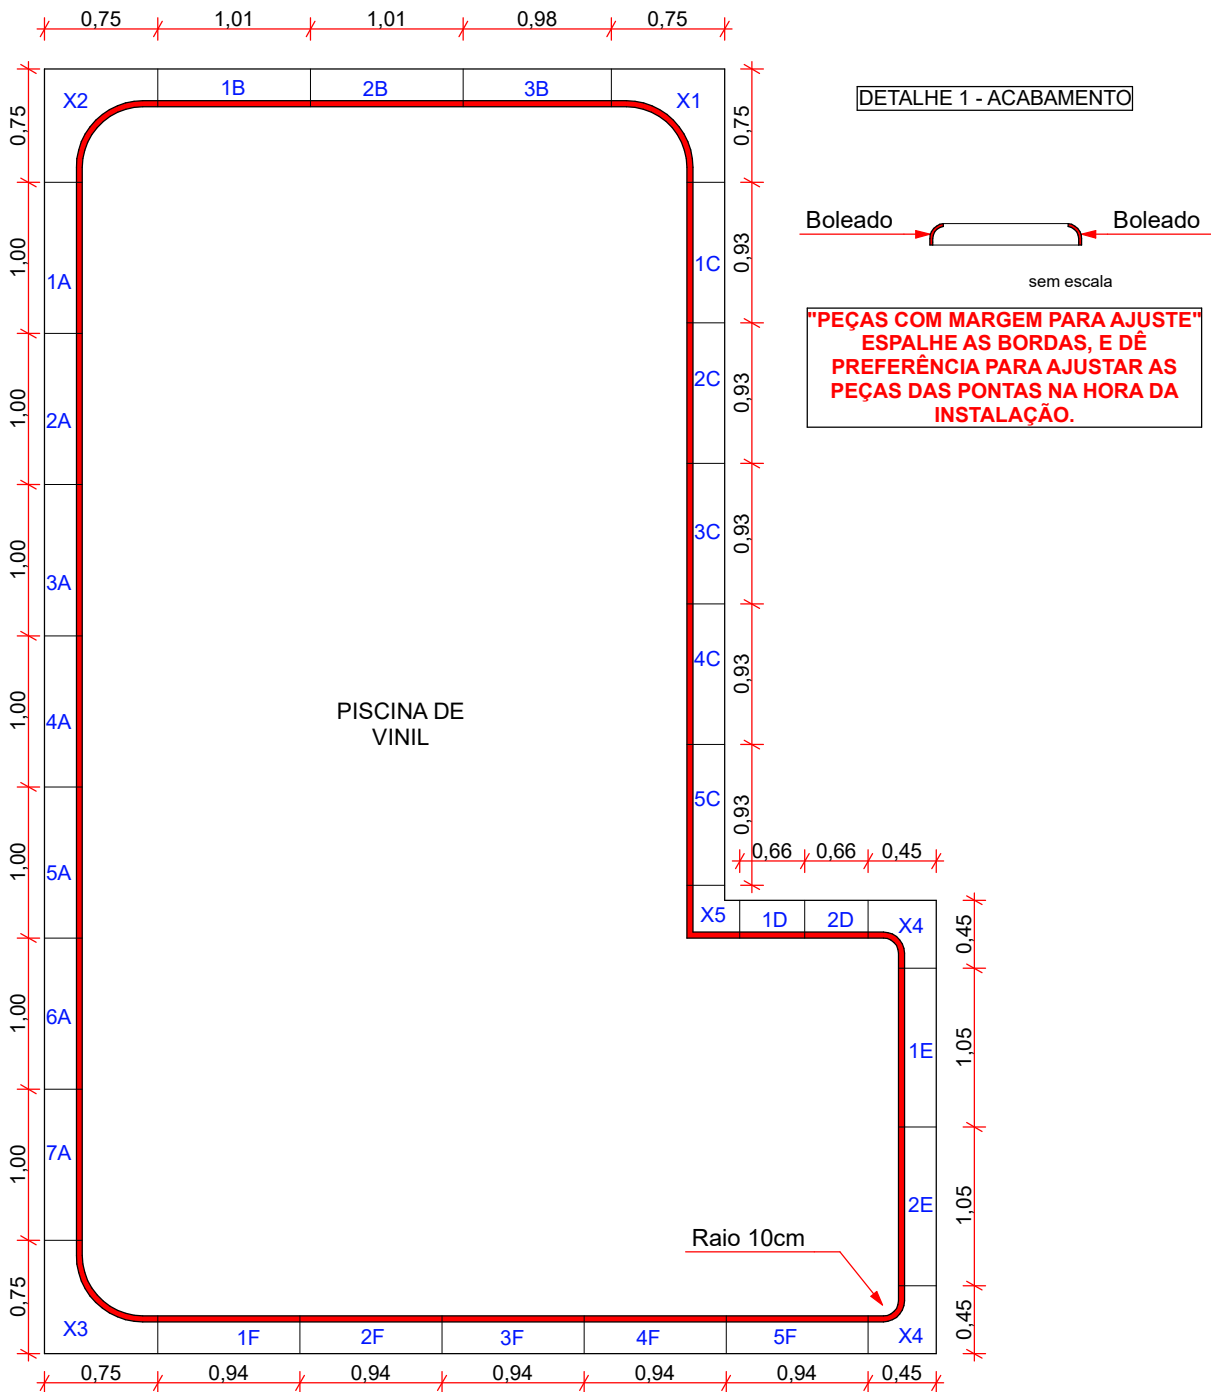 0,75 1,01 1,01 0,98 0,75
X2 1B 2B 3B X1
DETALHE 1 - ACABAMENTO
0,75 0,75
Boleado Boleado
sem escala
"PEÇAS COM MARGEM PARA AJUSTE"
ESPALHE AS BORDAS, E DÊ
PREFERÊNCIA PARA AJUSTAR AS
PEÇAS DAS PONTAS NA HORA DA
INSTALAÇÃO.
1,00 1A 1C 0,93
1,00 2A 2C 0,93
1,00 3A 3C 0,93
1,00 4A 4C 0,93
PISCINA DE
VINIL
1,00 5A 5C 0,93
0,66 0,66 0,45
X5 1D 2D X4 0,45
1,00 6A 1E 1,05
1,00 7A 2E 1,05
Raio 10cm
0,75 X3 1F 2F 3F 4F 5F X4 0,45
0,75 0,94 0,94 0,94 0,94 0,94 0,45